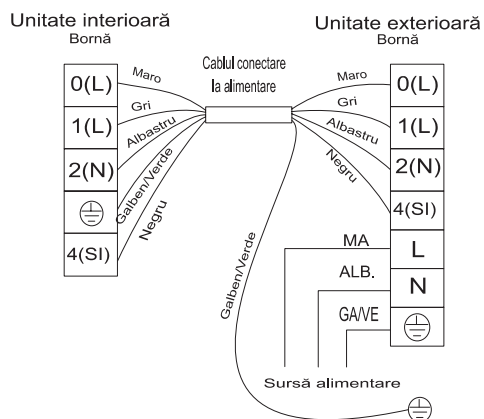 Unitate interioară
Bornă
Unitate exterioară
Bornă
Cablul conectare
la alimentare
0(L)
1(L)
2(N)
4(SI)
Maro
Gri
Albastru
Galben/Verde
Negru
Maro
Gri
Albastru
Negru
Galben/Verde
0(L)
1(L)
2(N)
4(SI)
L
N
MA
ALB.
GA/VE
Sursă alimentare